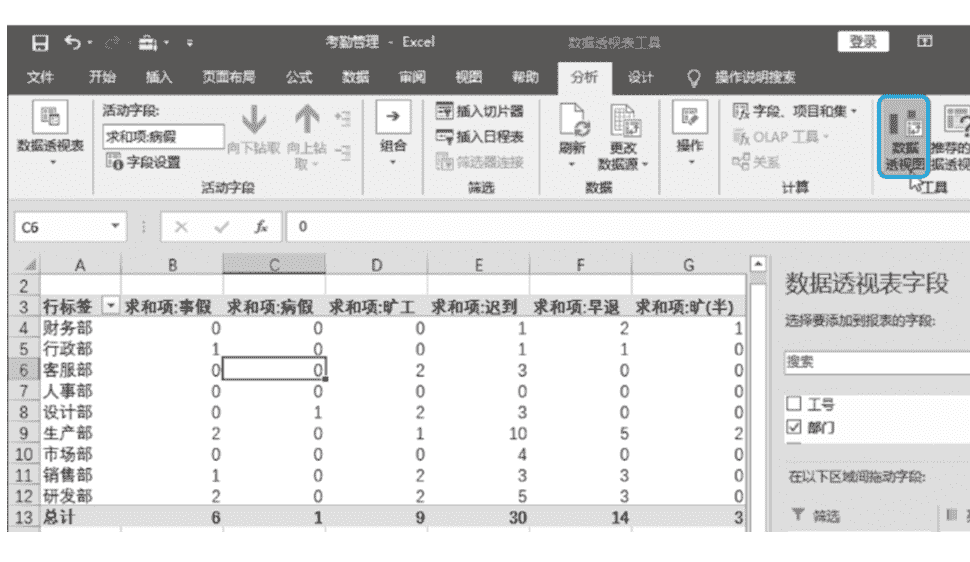 考勤管理 - Excel 数据透视表工具 登录
文件 开始 插入 页面布局 公式 数据 审阅 视图 帮助 分析 设计 操作说明搜索
数据透视表
活动字段:
求和项:病假
字段设置
向下钻取 向上钻取
活动字段
组合
插入切片器
插入日程表
筛选器连接
筛选
刷新 更改数据源
数据
操作
字段、项目和集
OLAP 工具
关系
计算
数据透视图 推荐的
据透视
工具
C6 fx 0
A B C D E F G
2
3 行标签 求和项:事假 求和项:病假 求和项:旷工 求和项:迟到 求和项:早退 求和项:旷(半)
4 财务部 0 0 0 1 2 1
5 行政部 1 0 0 1 1 0
6 客服部 0 0 2 3 0 0
7 人事部 0 0 0 0 0 0
8 设计部 0 1 2 3 0 0
9 生产部 2 0 1 10 5 2
10 市场部 0 0 0 4 0 0
11 销售部 1 0 2 3 3 0
12 研发部 2 0 2 5 3 0
13 总计 6 1 9 30 14 3
数据透视表字段
选择要添加到报表的字段:
搜索
工号
部门
在以下区域间拖动字段:
筛选